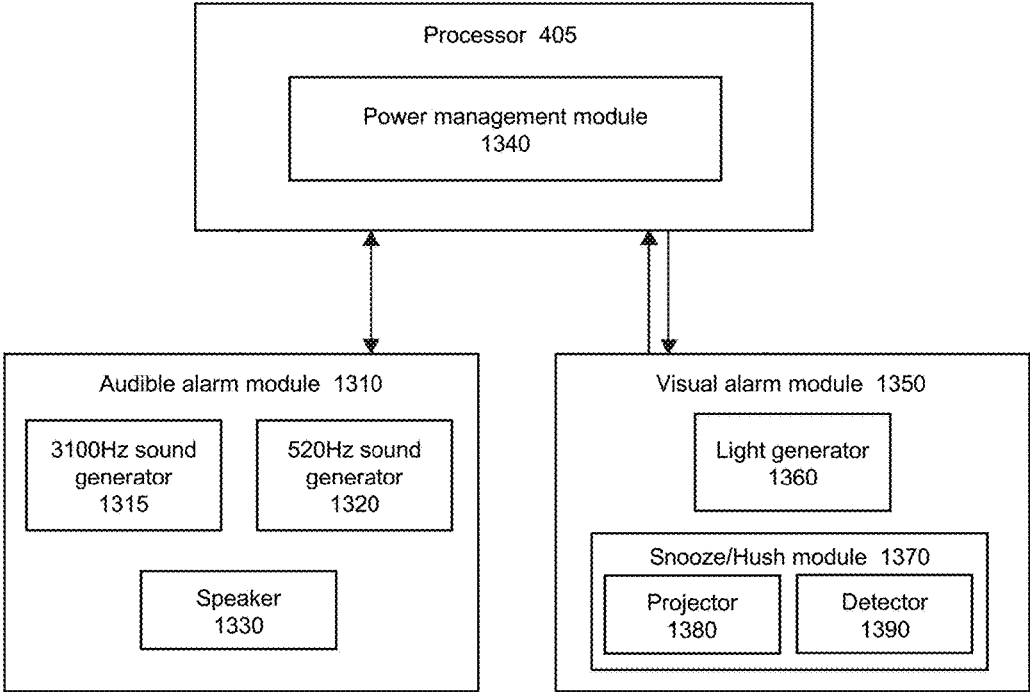 Processor 405
Power management module
1340
Audible alarm module 1310
3100Hz sound
generator
1315
520Hz sound
generator
1320
Speaker
1330
Visual alarm module 1350
Light generator
1360
Snooze/Hush module 1370
Projector
1380
Detector
1390